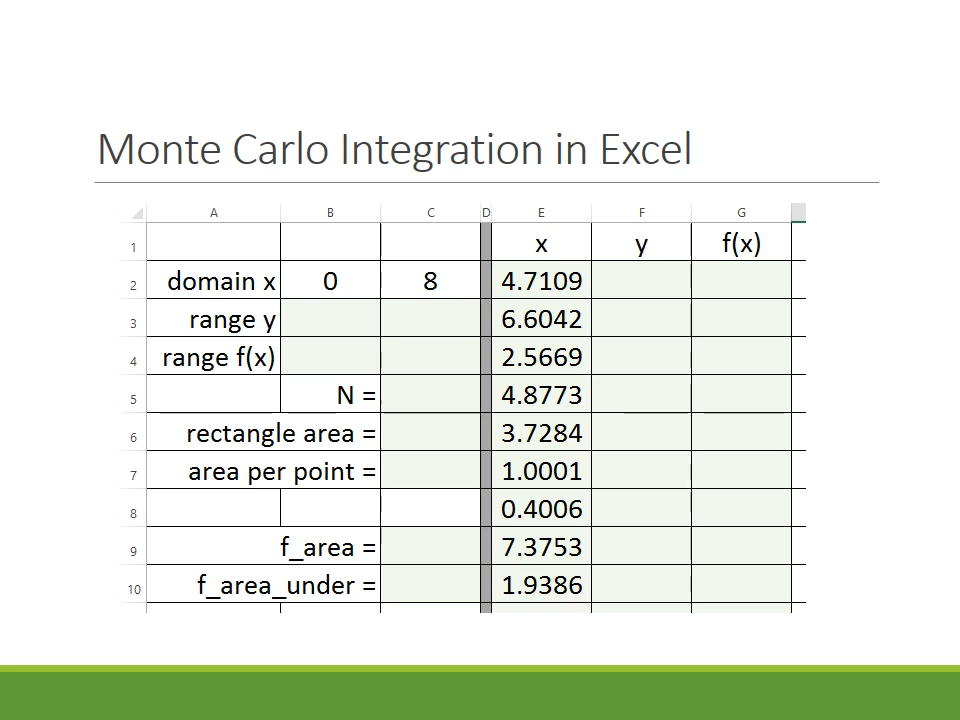 Monte Carlo Integration in Excel
A B C D E F G
1 x y f(x)
2 domain x 0 8 4.7109
3 range y 6.6042
4 range f(x) 2.5669
5 N = 4.8773
6 rectangle area = 3.7284
7 area per point = 1.0001
8 0.4006
9 f_area = 7.3753
10 f_area_under = 1.9386